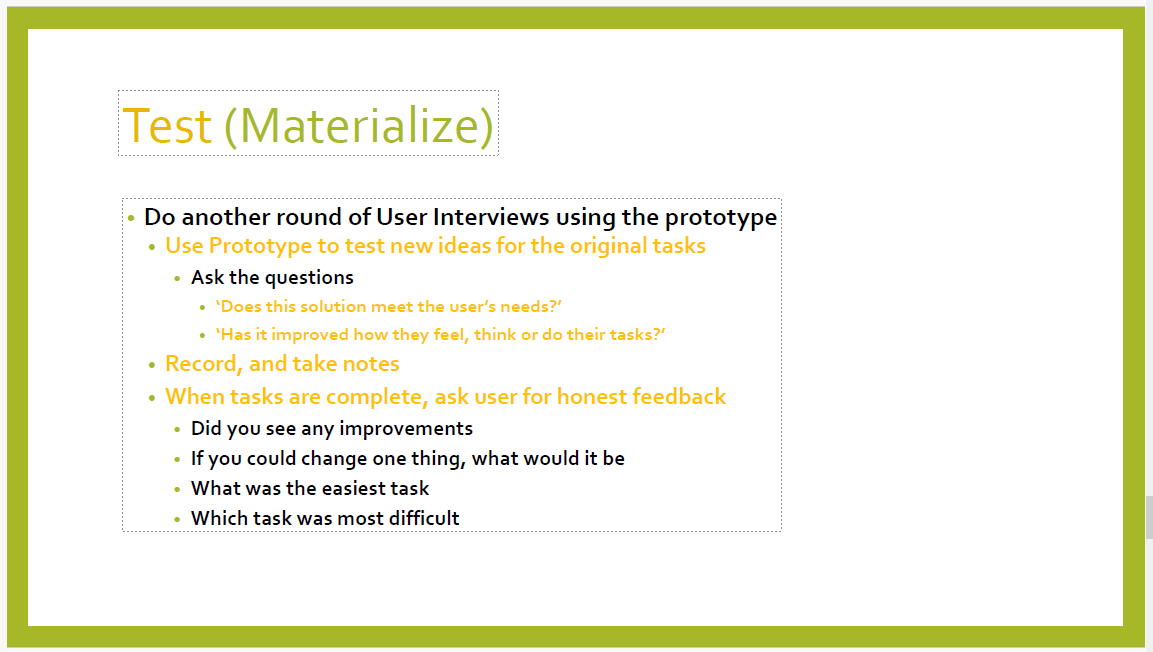 Test (Materialize)
• Do another round of User Interviews using the prototype
• Use Prototype to test new ideas for the original tasks
• Ask the questions
• ‘Does this solution meet the user’s needs?’
• ‘Has it improved how they feel, think or do their tasks?’
• Record, and take notes
• When tasks are complete, ask user for honest feedback
• Did you see any improvements
• If you could change one thing, what would it be
• What was the easiest task
• Which task was most difficult